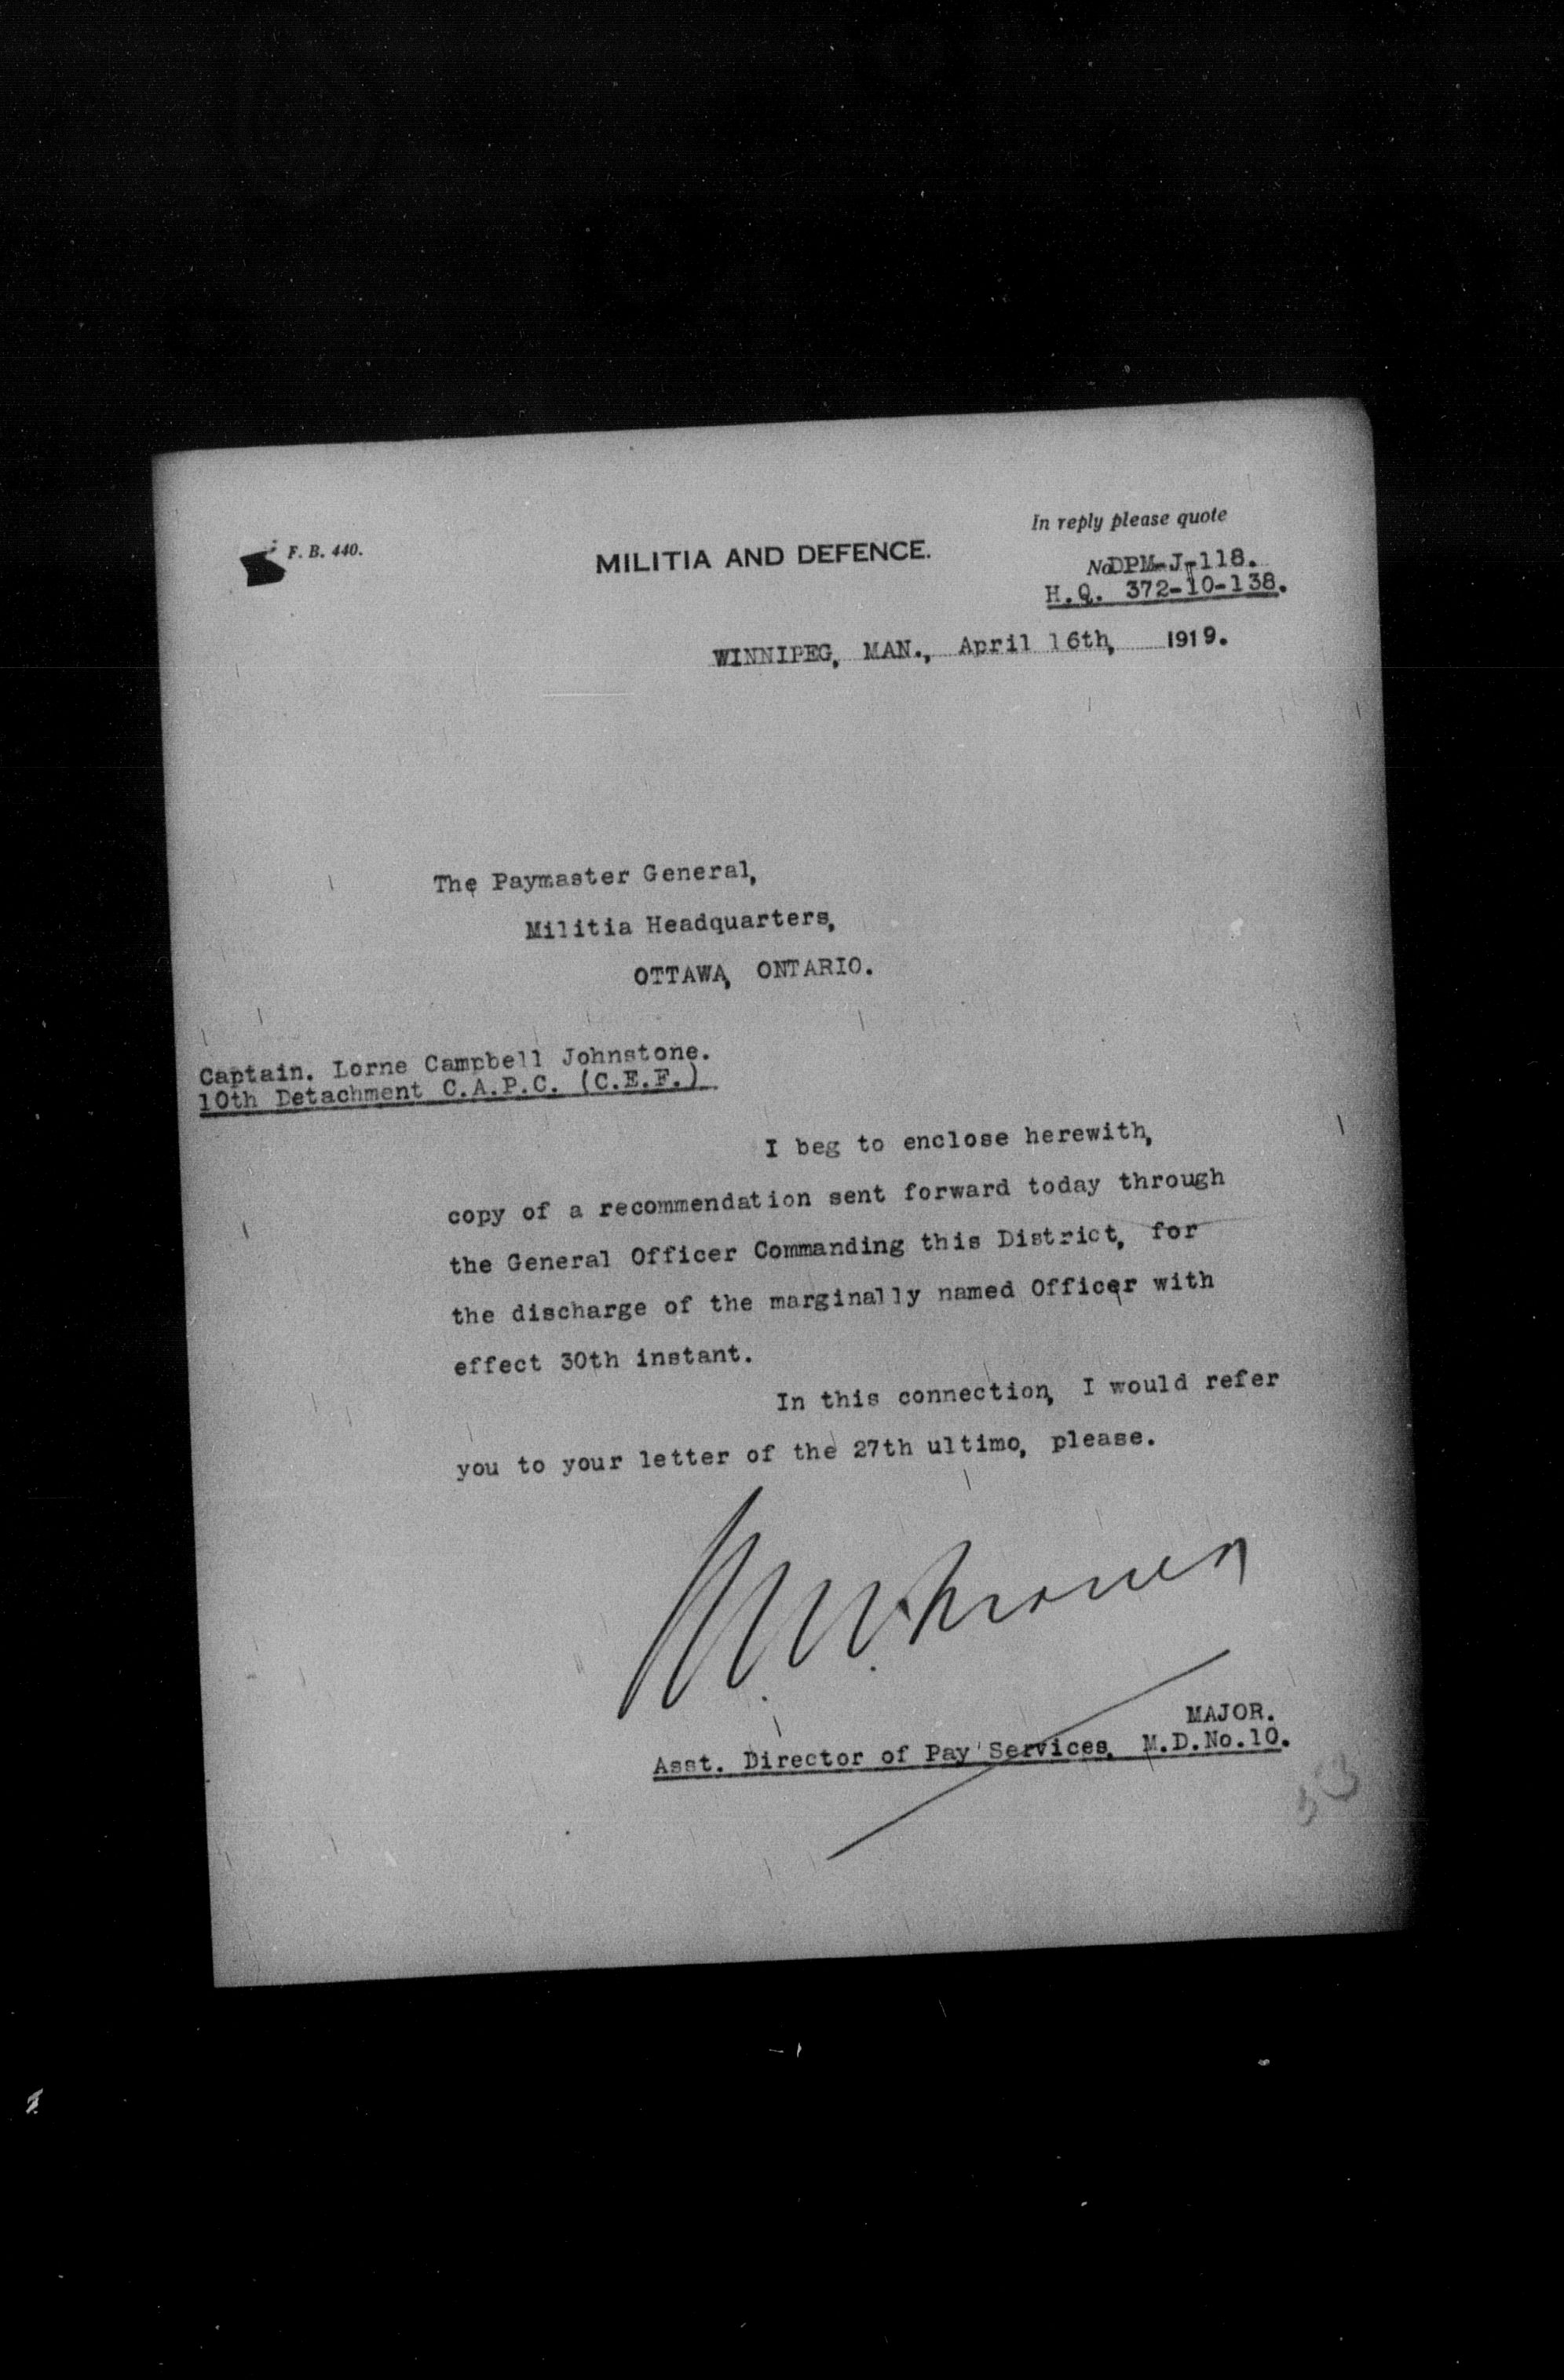 F. B. 440.
MILITIA AND DEFENCE.
In reply please quote
No DPM-J-118.
H.Q. 372-10-138.
WINNIPEG, MAN., April 16th, 1919.
The Paymaster General,
Militia Headquarters,
OTTAWA, ONTARIO.
Captain. Lorne Campbell Johnstone.
10th Detachment C.A.P.C. (C.E.F.)
I beg to enclose herewith,
copy of a recommendation sent forward today through
the General Officer Commanding this District, for
the discharge of the marginally named Officer with
effect 30th instant.
In this connection, I would refer
you to your letter of the 27th ultimo, please.
MAJOR.
Asst. Director of Pay Services, M.D.No.10.